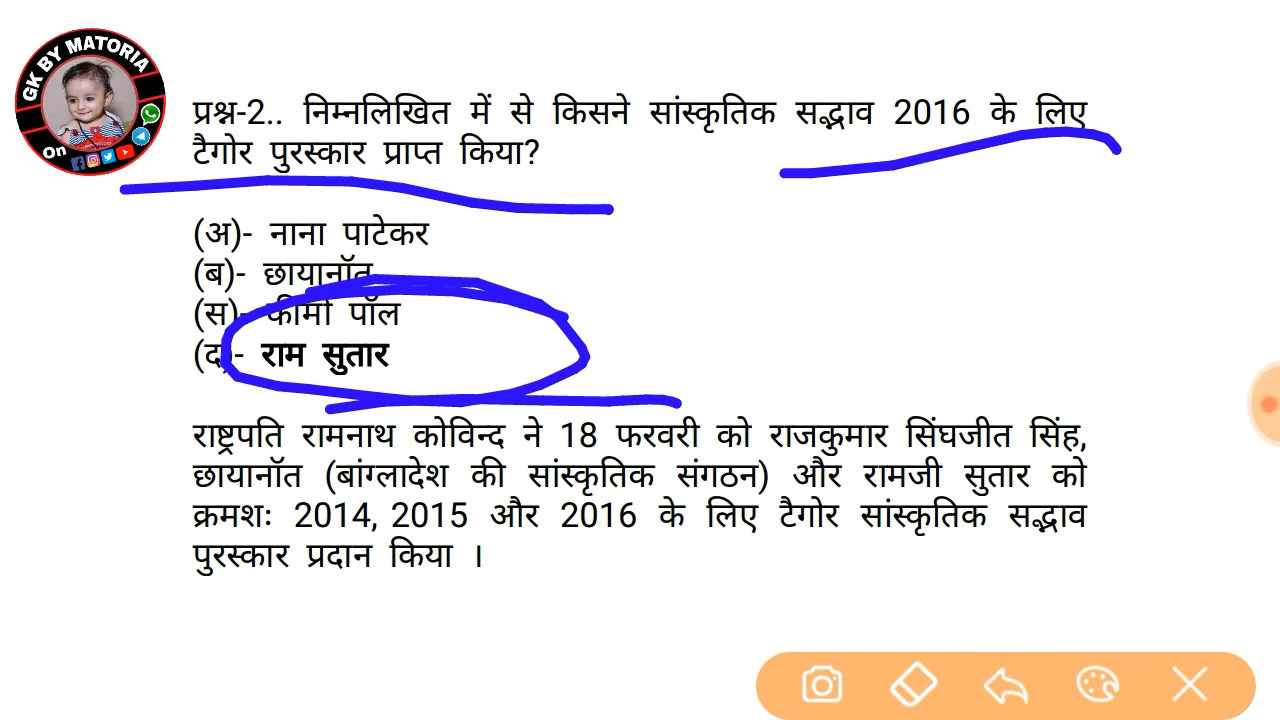 GK BY MATORIA
On
प्रश्न-2.. निम्नलिखित में से किसने सांस्कृतिक सद्भाव 2016 के लिए
टैगोर पुरस्कार प्राप्त किया?
(अ)- नाना पाटेकर
(ब)- छायानॉत
(स)- कीमो पॉल
(द)- राम सुतार
राष्ट्रपति रामनाथ कोविन्द ने 18 फरवरी को राजकुमार सिंघजीत सिंह,
छायानॉत (बांग्लादेश की सांस्कृतिक संगठन) और रामजी सुतार को
क्रमशः 2014, 2015 और 2016 के लिए टैगोर सांस्कृतिक सद्भाव
पुरस्कार प्रदान किया ।